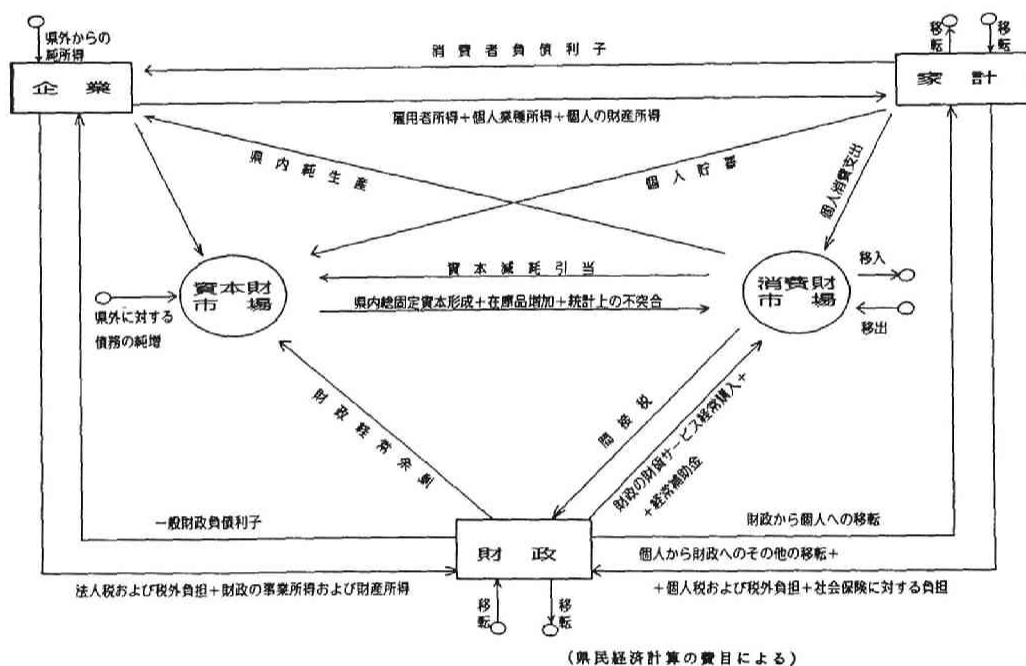 県外からの
純所得
企業
消費者負債利子
移転
移転
家計
雇用者所得+個人業種所得+個人の財産所得
県内純生産
個人貯蓄
個人消費支出
資本財
市場
資本減耗引当
県内総固定資本形成+在庫品増加+統計上の不突合
消費財
市場
移入
移出
県外に対する
債務の純増
財政経常余剰
間接税
財政の財貨サービス経常購入+
+経常補助金
一般財政負債利子
財政から個人への移転
財政
個人から財政へのその他の移転+
法人税および税外負担+財政の事業所得および財産所得
+個人税および税外負担+社会保険に対する負担
移転
移転
(県民経済計算の費目による)